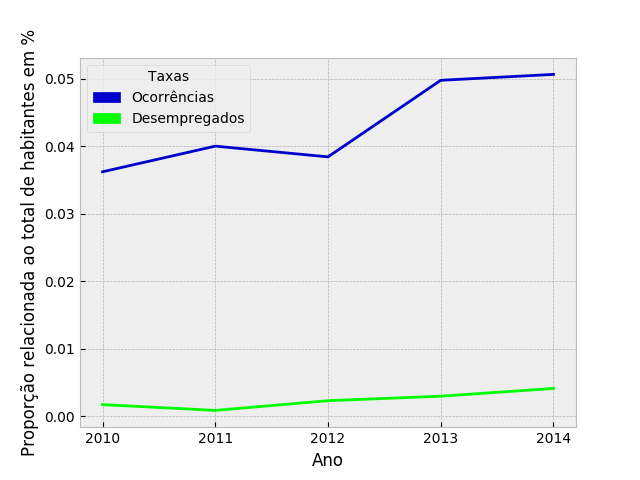 Proporção relacionada ao total de habitantes em %
0.05
0.04
0.03
0.02
0.01
0.00
Taxas
Ocorrências
Desempregados
2010 2011 2012 2013 2014
Ano